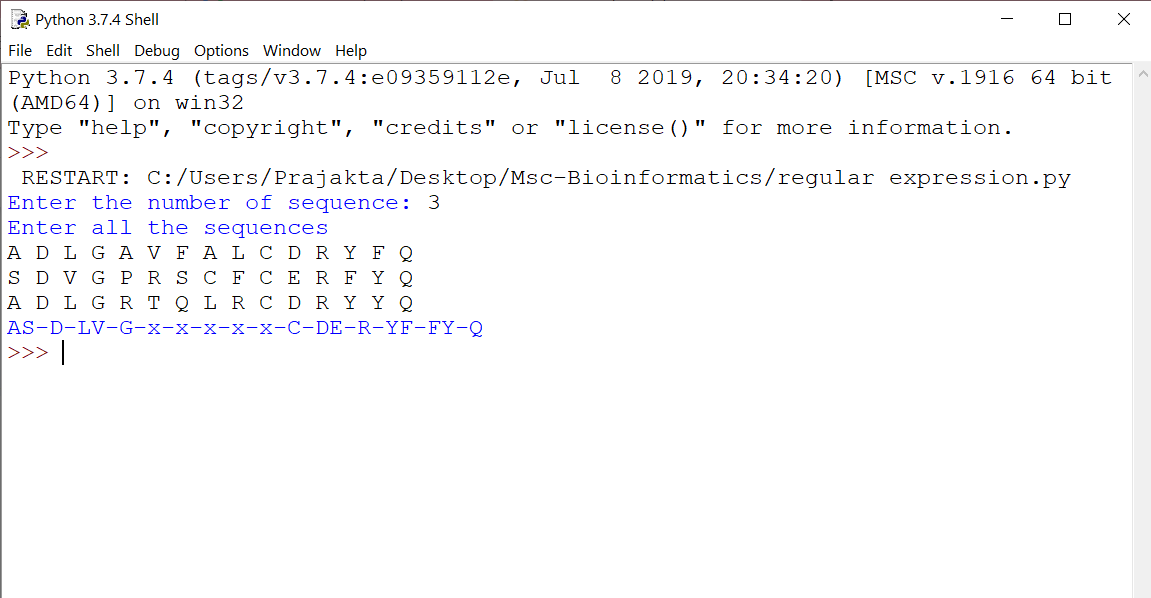 Python 3.7.4 Shell
File Edit Shell Debug Options Window Help
Python 3.7.4 (tags/v3.7.4:e09359112e, Jul  8 2019, 20:34:20) [MSC v.1916 64 bit
(AMD64)] on win32
Type "help", "copyright", "credits" or "license()" for more information.
>>>
 RESTART: C:/Users/Prajakta/Desktop/Msc-Bioinformatics/regular expression.py
Enter the number of sequence: 3
Enter all the sequences
A D L G A V F A L C D R Y F Q
S D V G P R S C F C E R F Y Q
A D L G R T Q L R C D R Y Y Q
AS-D-LV-G-x-x-x-x-x-C-DE-R-YF-FY-Q
>>>